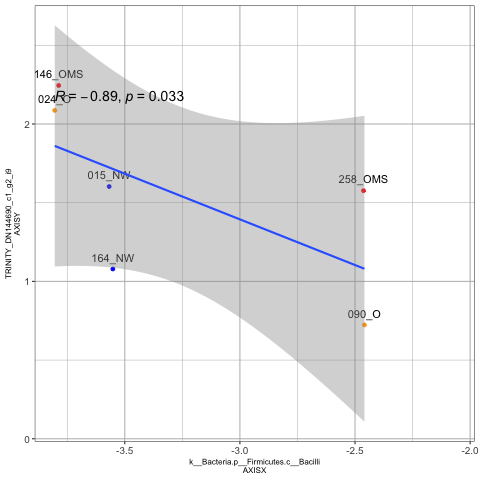 146_OMS
024_O
R = −0.89, p = 0.033
015_NW
258_OMS
164_NW
090_O
2
1
0
-3.5
-3.0
-2.5
-2.0
k__Bacteria.p__Firmicutes.c__Bacilli
AXISX
TRINITY_DN144690_c1_g2_i9
AXISY